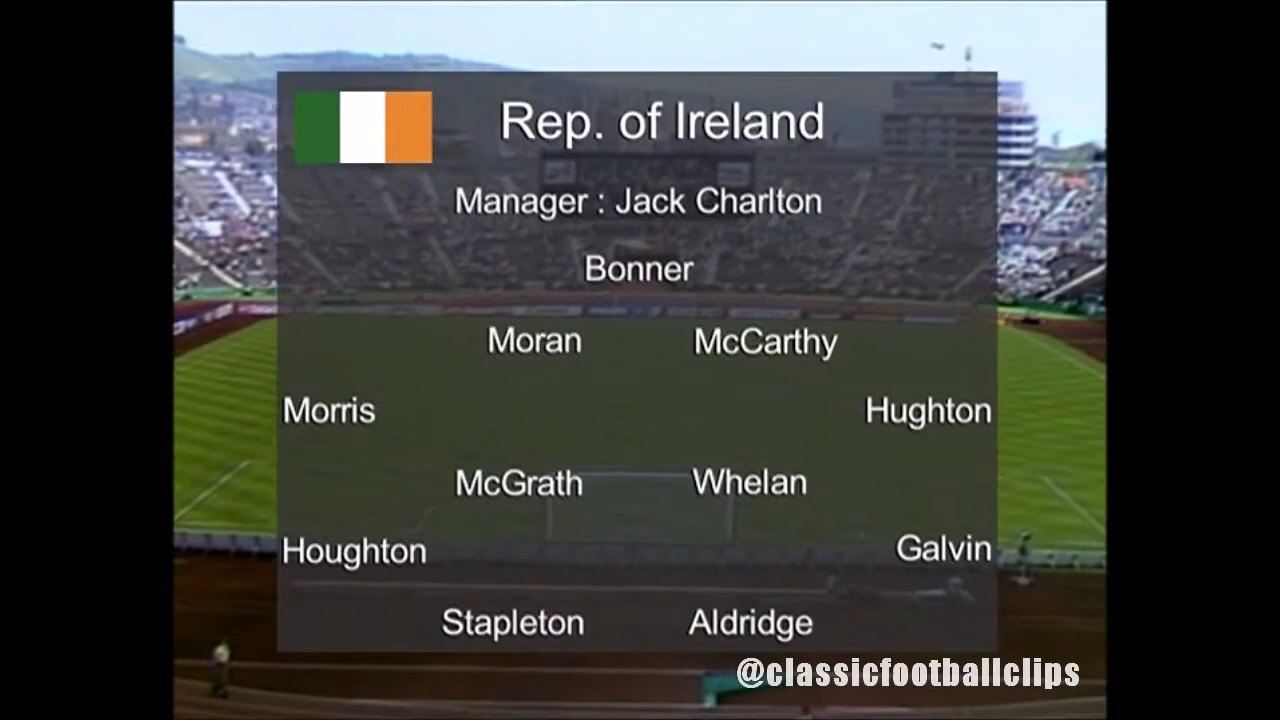 Rep. of Ireland
Manager : Jack Charlton
Bonner
Moran McCarthy
Morris Hughton
McGrath Whelan
Houghton Galvin
Stapleton Aldridge
@classicfootballclips